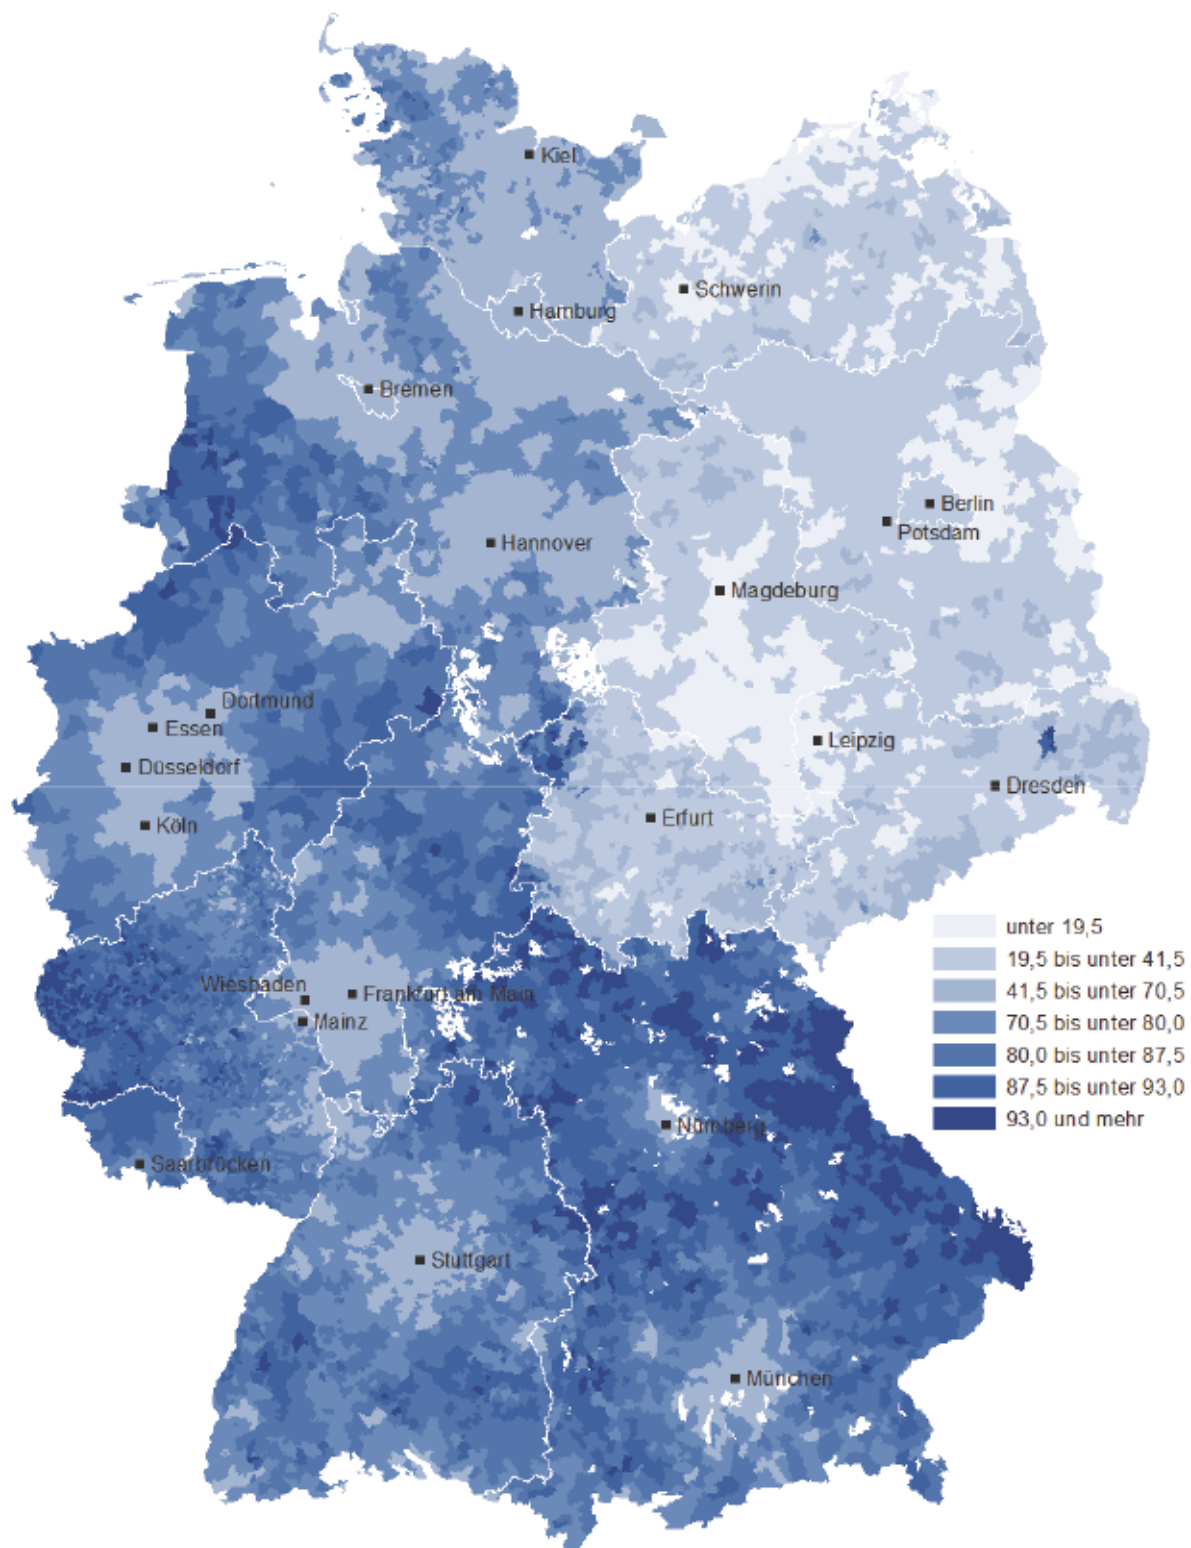 Kiel
Schwerin
Hamburg
Bremen
Berlin
Potsdam
Hannover
Magdeburg
Dortmund
Essen
Leipzig
Düsseldorf
Dresden
Erfurt
Köln
unter 19,5
19,5 bis unter 41,5
41,5 bis unter 70,5
70,5 bis unter 80,0
80,0 bis unter 87,5
87,5 bis unter 93,0
93,0 und mehr
Wiesbaden
Frankfurt am Main
Mainz
Nürnberg
Saarbrücken
Stuttgart
München